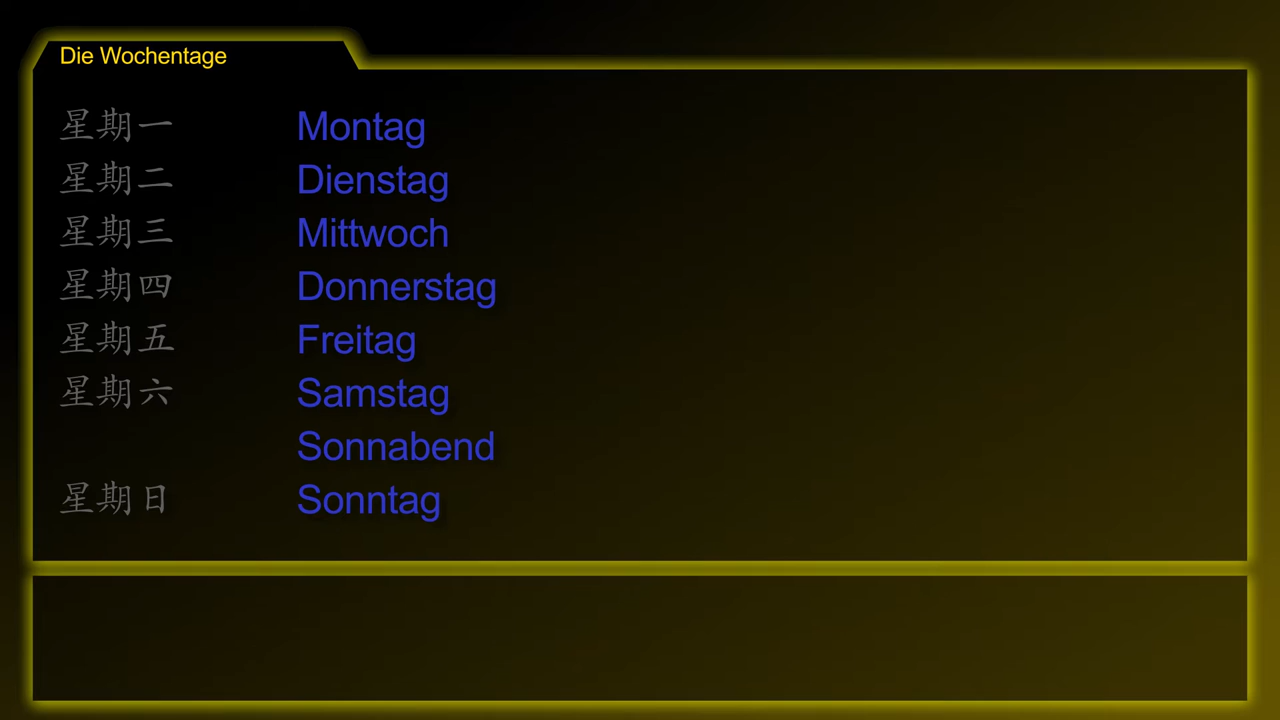 Die Wochentage
星期一 Montag
星期二 Dienstag
星期三 Mittwoch
星期四 Donnerstag
星期五 Freitag
星期六 Samstag
Sonnabend
星期日 Sonntag